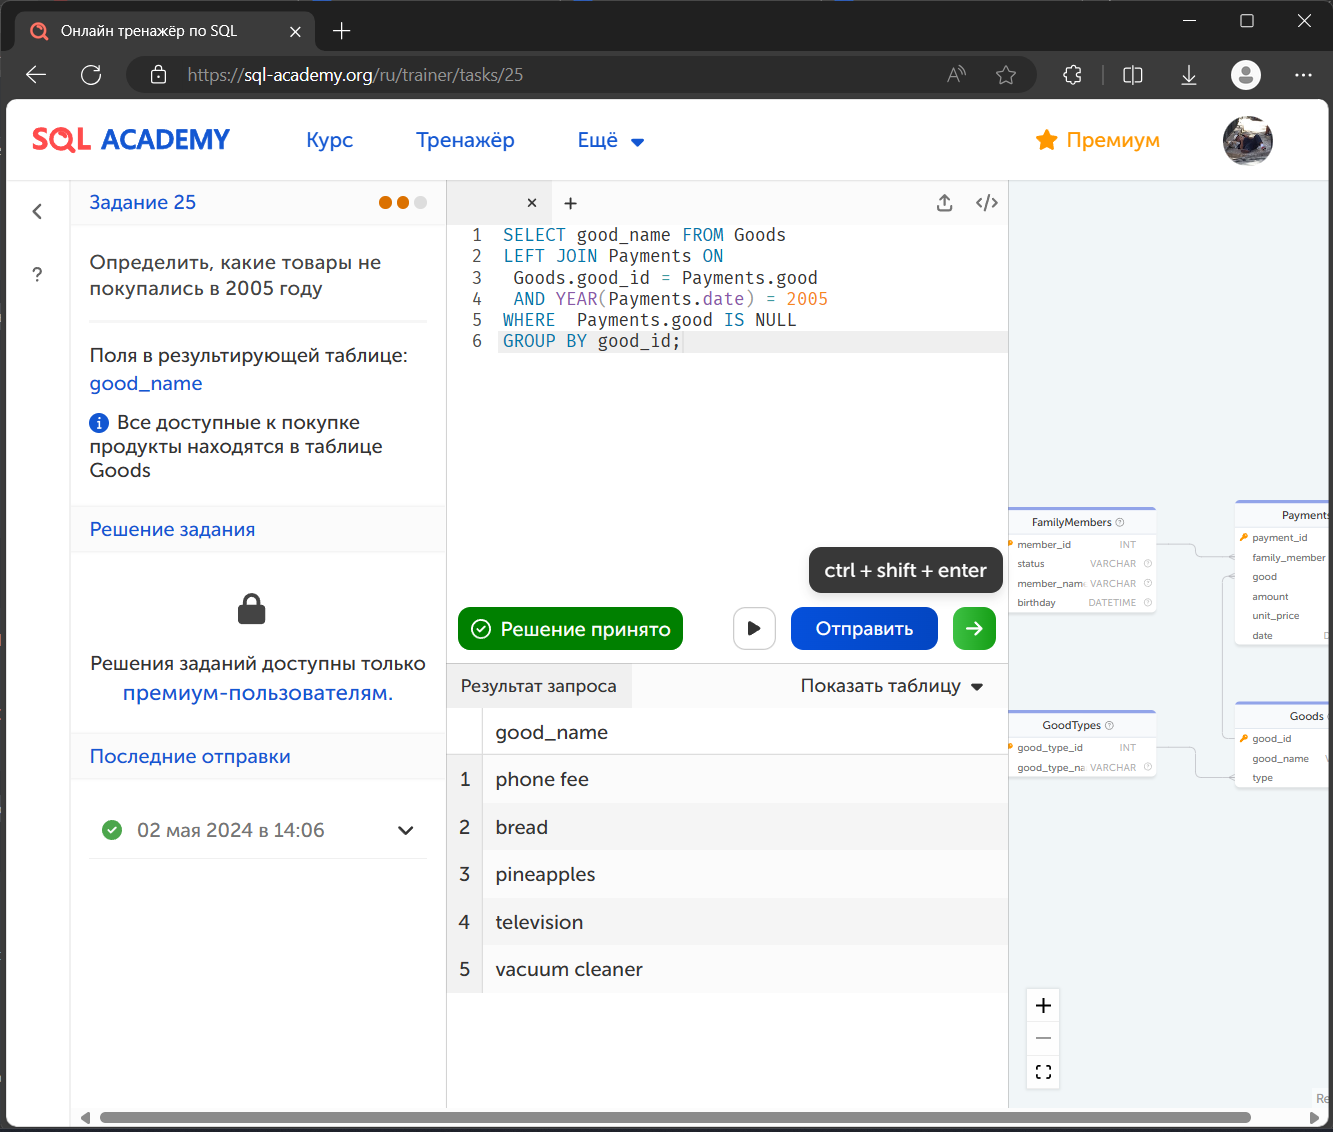 Онлайн тренажёр по SQL
https://sql-academy.org/ru/trainer/tasks/25
SQL ACADEMY
Курс
Тренажёр
Ещё
Премиум
Задание 25
Определить, какие товары не
покупались в 2005 году
Поля в результирующей таблице:
good_name
Все доступные к покупке
продукты находятся в таблице
Goods
Решение задания
Решения заданий доступны только
премиум-пользователям.
Последние отправки
02 мая 2024 в 14:06
1 SELECT good_name FROM Goods
2 LEFT JOIN Payments ON
3 Goods.good_id = Payments.good
4 AND YEAR(Payments.date) = 2005
5 WHERE  Payments.good IS NULL
6 GROUP BY good_id;
ctrl + shift + enter
Решение принято
Отправить
Результат запроса
Показать таблицу
good_name
1 phone fee
2 bread
3 pineapples
4 television
5 vacuum cleaner
FamilyMembers
member_id INT
status VARCHAR
member_name VARCHAR
birthday DATETIME
Payments
payment_id
family_member
good
amount
unit_price
date
GoodTypes
good_type_id INT
good_type_na VARCHAR
Goods
good_id
good_name
type
Re